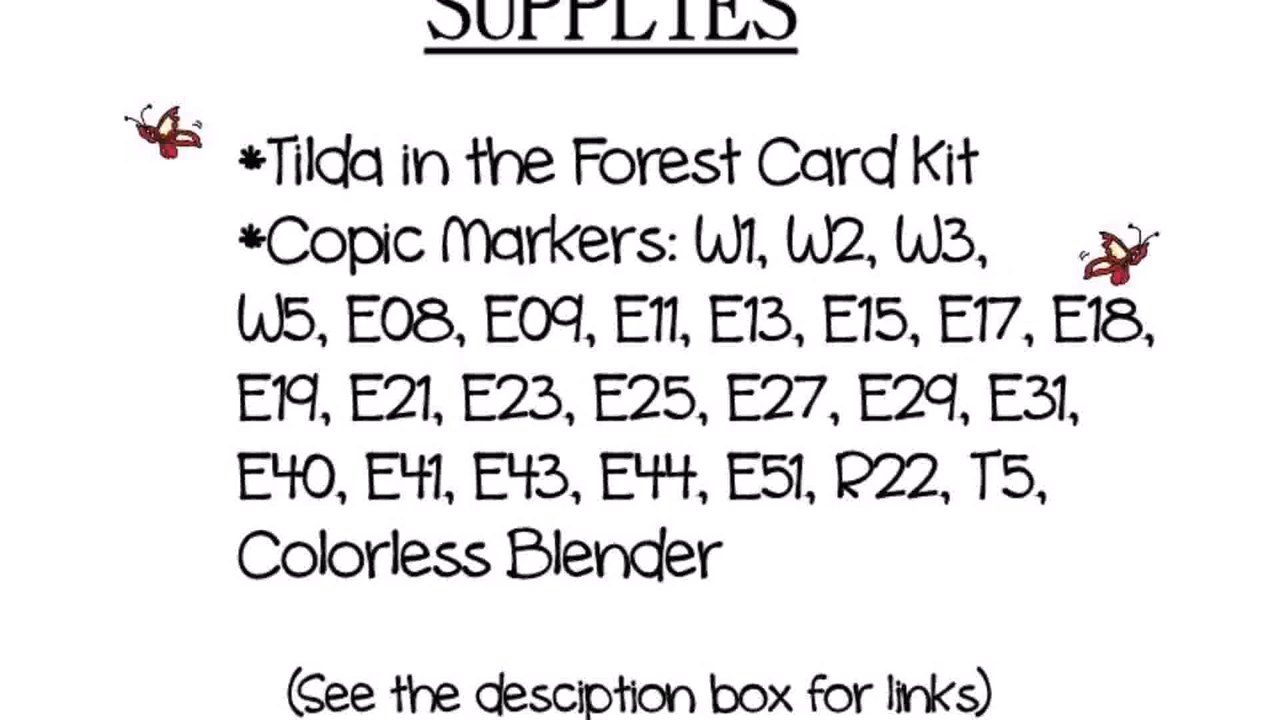 SUPPLIES
*Tilda in the Forest Card Kit
*Copic Markers: W1, W2, W3,
W5, E08, E09, E11, E13, E15, E17, E18,
E19, E21, E23, E25, E27, E29, E31,
E40, E41, E43, E44, E51, R22, T5,
Colorless Blender
(See the desciption box for links)